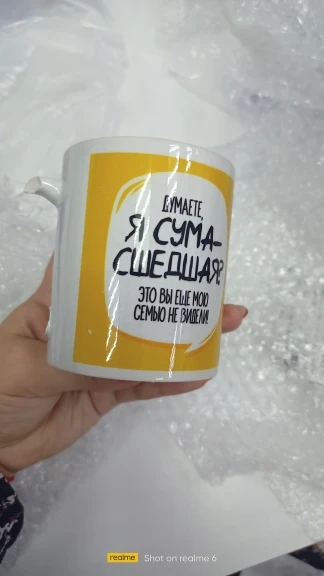 ДУМАЕТЕ,
Я СУМА-
СШЕДШАЯ?
ЭТО ВЫ ЕЩЕ МОЮ
СЕМЬЮ НЕ ВИДЕЛИ!
realme Shot on realme 6